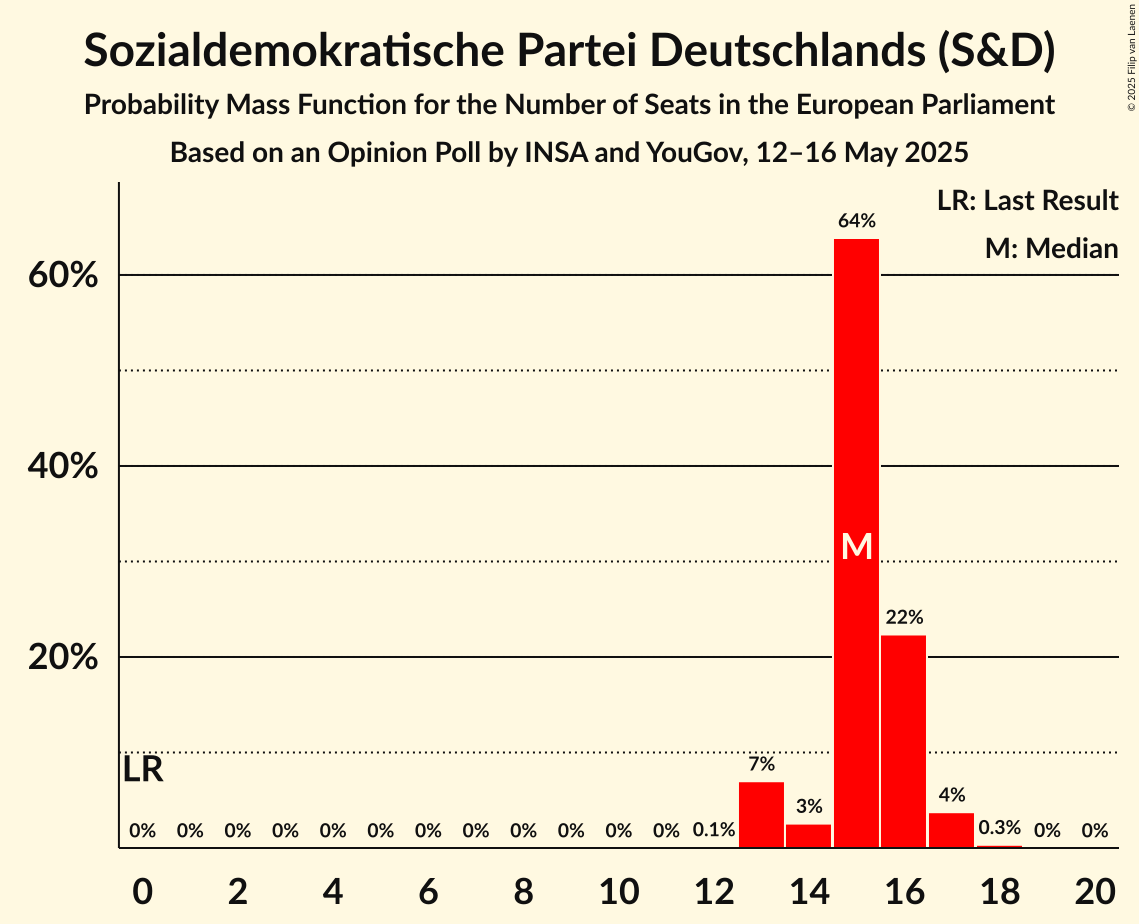 Sozialdemokratische Partei Deutschlands (S&D)
Probability Mass Function for the Number of Seats in the European Parliament
Based on an Opinion Poll by INSA and YouGov, 12–16 May 2025
© 2025 Filip van Laenen
LR: Last Result
M: Median
60%
40%
20%
64%
M
22%
LR
7%
3%
4%
0% 0% 0% 0% 0% 0% 0% 0% 0% 0% 0% 0% 0.1% 0.3% 0% 0%
0 2 4 6 8 10 12 14 16 18 20